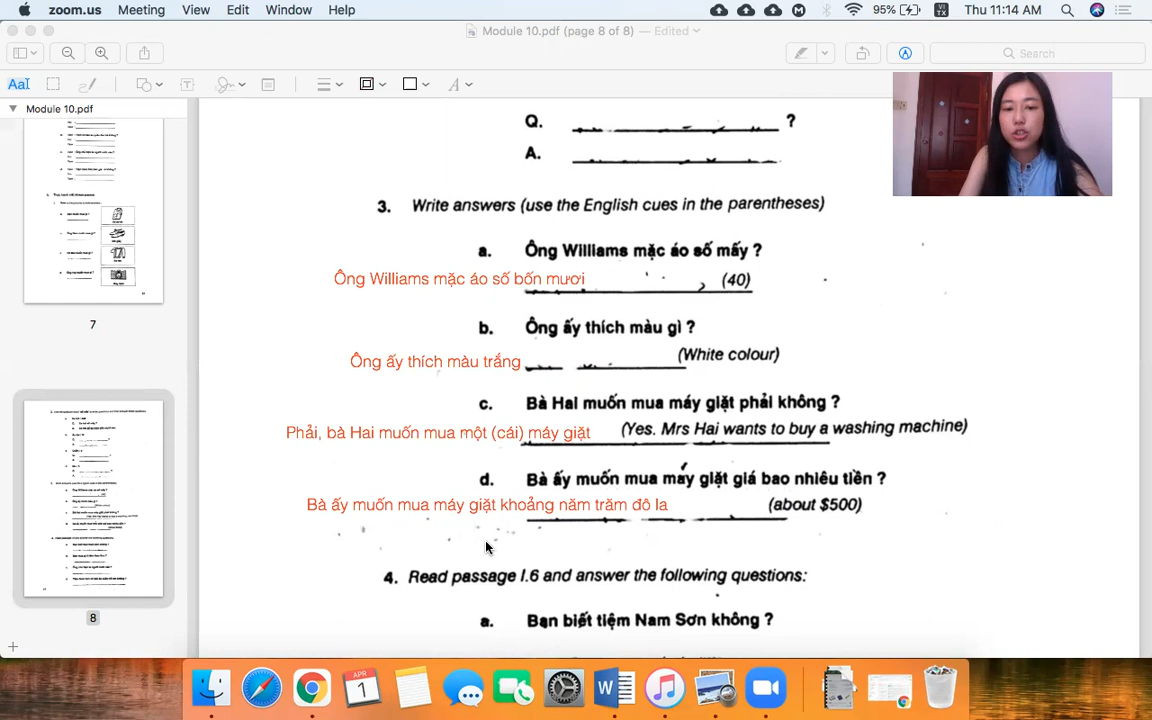 zoom.us Meeting View Edit Window Help
95% VI TX Thu 11:14 AM
Module 10.pdf (page 8 of 8) — Edited
Search
AaI
Module 10.pdf
Q. ?
A.
3. Write answers (use the English cues in the parentheses)
a. Ông Williams mặc áo số mấy ?
Ông Williams mặc áo số bốn mươi (40)
b. Ông ấy thích màu gì ?
Ông ấy thích màu trắng (White colour)
c. Bà Hai muốn mua máy giặt phải không ?
Phải, bà Hai muốn mua một (cái) máy giặt (Yes. Mrs Hai wants to buy a washing machine)
d. Bà ấy muốn mua máy giặt giá bao nhiêu tiền ?
Bà ấy muốn mua máy giặt khoảng năm trăm đô la (about $500)
4. Read passage I.6 and answer the following questions:
a. Bạn biết tiệm Nam Sơn không ?
7
8
APR
1